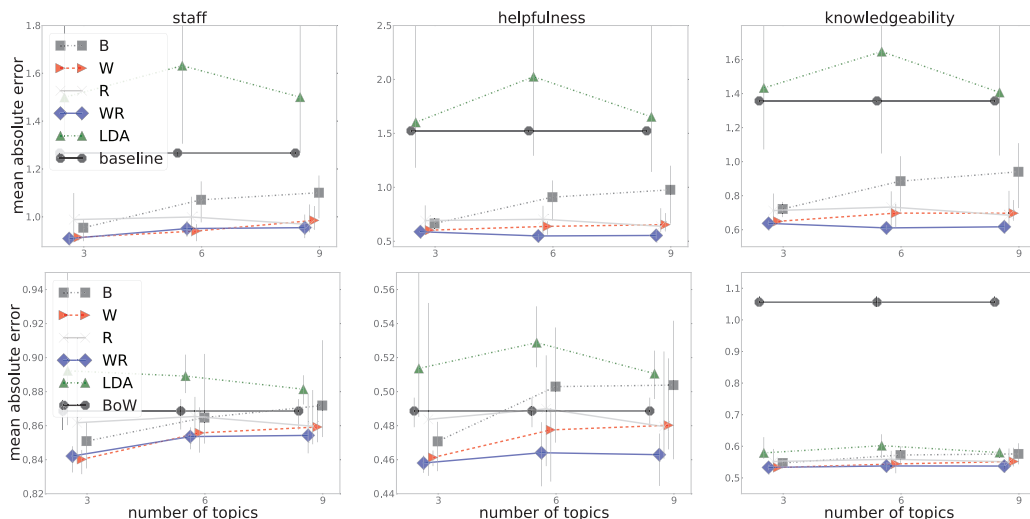 staff
helpfulness
knowledgeability
mean absolute error
1.8
1.6
1.4
1.2
1.0
B
W
R
WR
LDA
baseline
3
6
9
2.5
2.0
1.5
1.0
0.5
3
6
9
1.6
1.4
1.2
1.0
0.8
0.6
3
6
9
mean absolute error
0.94
0.92
0.90
0.88
0.86
0.84
0.82
B
W
R
WR
LDA
BoW
3
6
9
number of topics
0.56
0.54
0.52
0.50
0.48
0.46
0.44
3
6
9
number of topics
1.1
1.0
0.9
0.8
0.7
0.6
0.5
3
6
9
number of topics